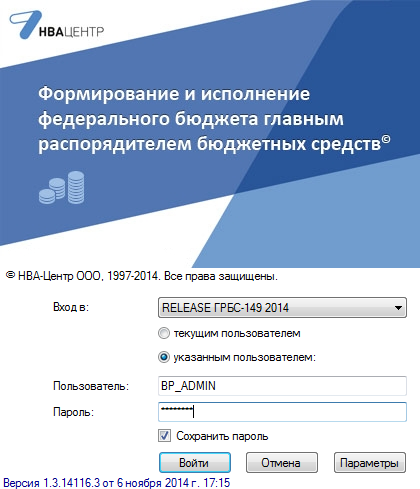 НВАЦЕНТР
Формирование и исполнение
федерального бюджета главным
распорядителем бюджетных средств©
© НВА-Центр ООО, 1997-2014. Все права защищены.
Вход в: RELEASE ГРБС-149 2014
текущим пользователем
указанным пользователем:
Пользователь: BP_ADMIN
Пароль: ********
Сохранить пароль
Войти Отмена Параметры
Версия 1.3.14116.3 от 6 ноября 2014 г. 17:15